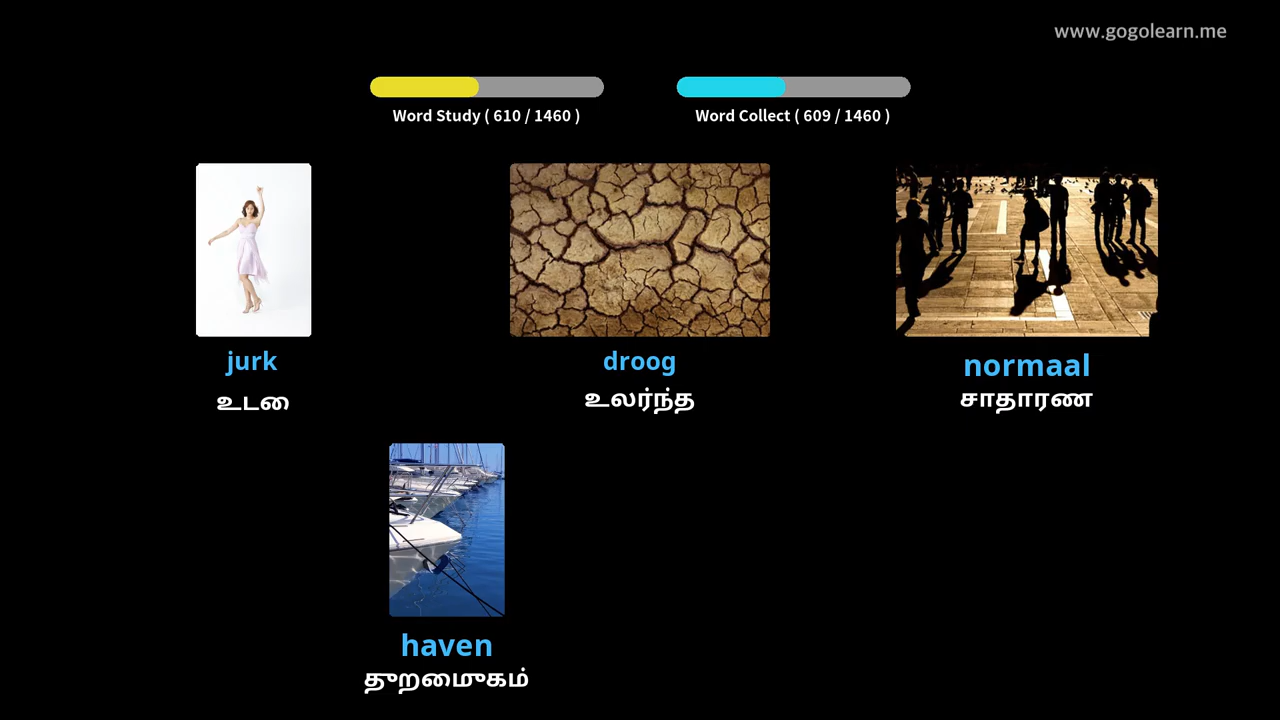 www.gogolearn.me
Word Study ( 610 / 1460 )
Word Collect ( 609 / 1460 )
jurk
droog
normaal
உடை
உலர்ந்த
சாதாரண
haven
துறைமுகம்